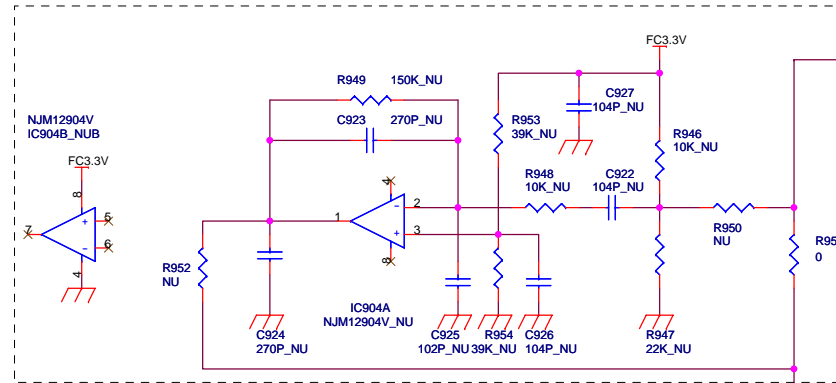 FC3.3V
R949 150K_NU
C923 270P_NU
C927
104P_NU
R953
39K_NU
R946
10K_NU
NJM12904V
IC904B_NUB
FC3.3V
8
5
6
7
4
R948
10K_NU
C922
104P_NU
4
2
1
3
8
R950
NU
R952
NU
R95
0
IC904A
NJM12904V_NU
C924
270P_NU
C925
102P_NU
R954
39K_NU
C926
104P_NU
R947
22K_NU